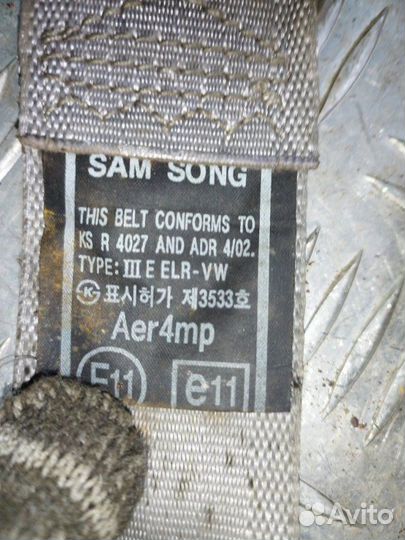 SAM SONG
THIS BELT CONFORMS TO
KS R 4027 AND ADR 4/02.
TYPE: III E ELR-VW
㉿ 표시허가 제3533호
Aer4mp
E11 e11
Avito